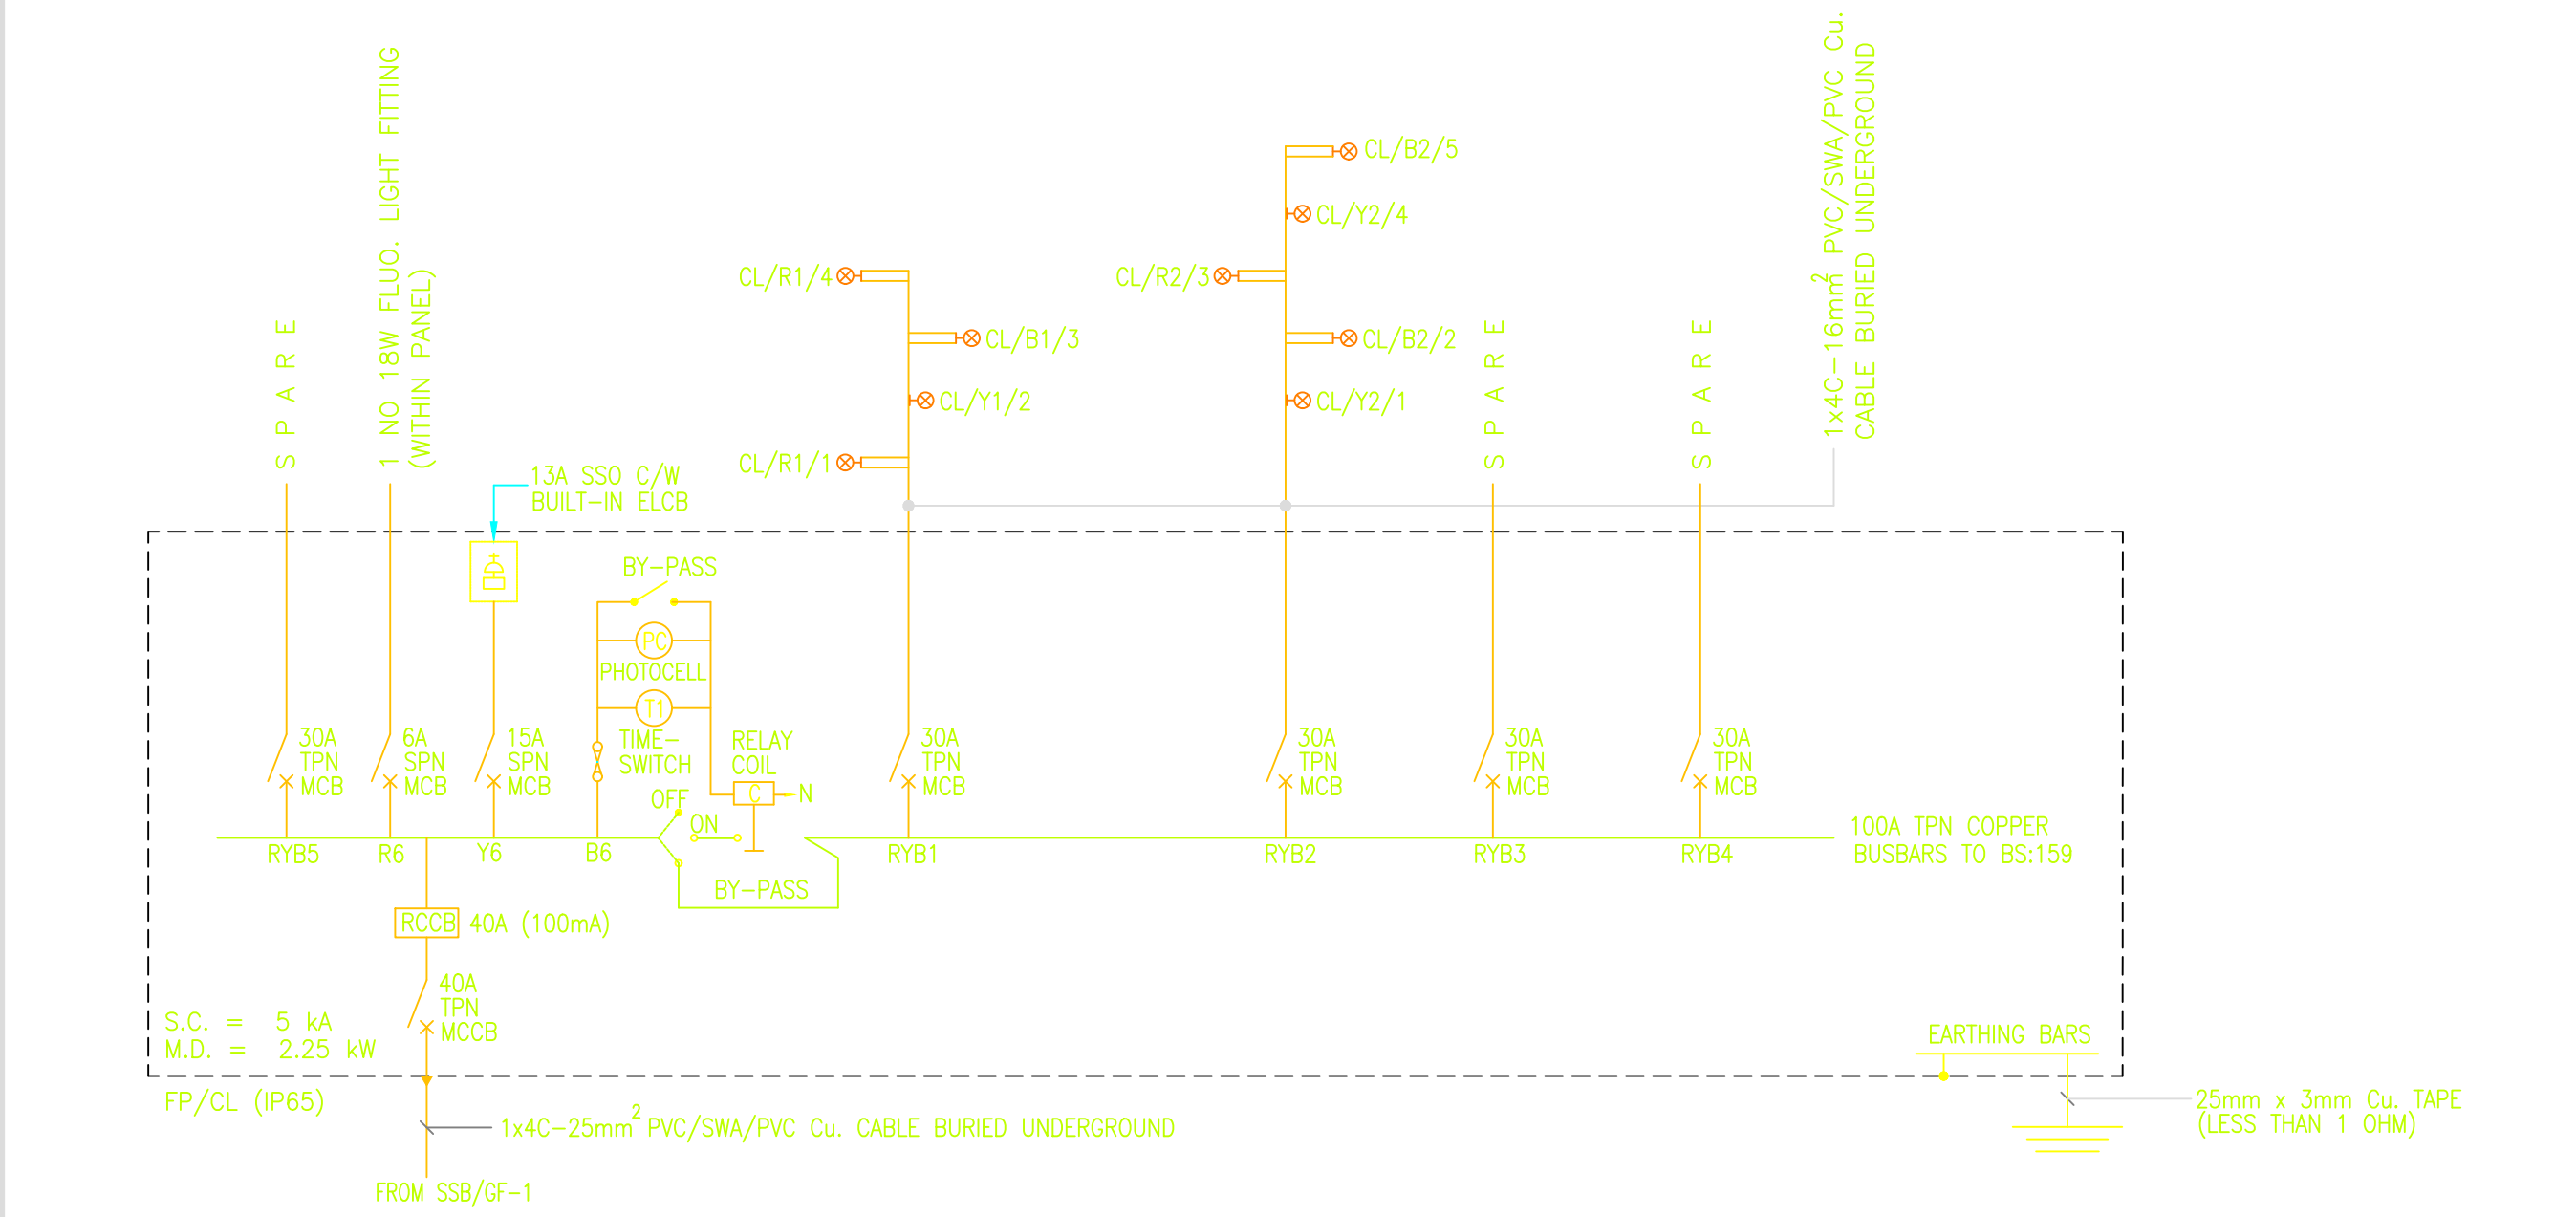 S P A R E
1 NO 18W FLUO. LIGHT FITTING
(WITHIN PANEL)
13A SSO C/W
BUILT-IN ELCB
CL/R1/4
CL/B1/3
CL/Y1/2
CL/R1/1
CL/B2/5
CL/Y2/4
CL/R2/3
CL/B2/2
CL/Y2/1
S P A R E
S P A R E
1x4C-16mm² PVC/SWA/PVC Cu.
CABLE BURIED UNDERGROUND
BY-PASS
PC
PHOTOCELL
T1
TIME-
SWITCH
RELAY
COIL
C
N
OFF
ON
BY-PASS
30A
TPN
MCB
6A
SPN
MCB
15A
SPN
MCB
30A
TPN
MCB
30A
TPN
MCB
30A
TPN
MCB
30A
TPN
MCB
RYB5
R6
Y6
B6
RYB1
RYB2
RYB3
RYB4
100A TPN COPPER
BUSBARS TO BS:159
RCCB
40A (100mA)
40A
TPN
MCCB
S.C. = 5 kA
M.D. = 2.25 kW
FP/CL (IP65)
1x4C-25mm² PVC/SWA/PVC Cu. CABLE BURIED UNDERGROUND
FROM SSB/GF-1
EARTHING BARS
25mm x 3mm Cu. TAPE
(LESS THAN 1 OHM)